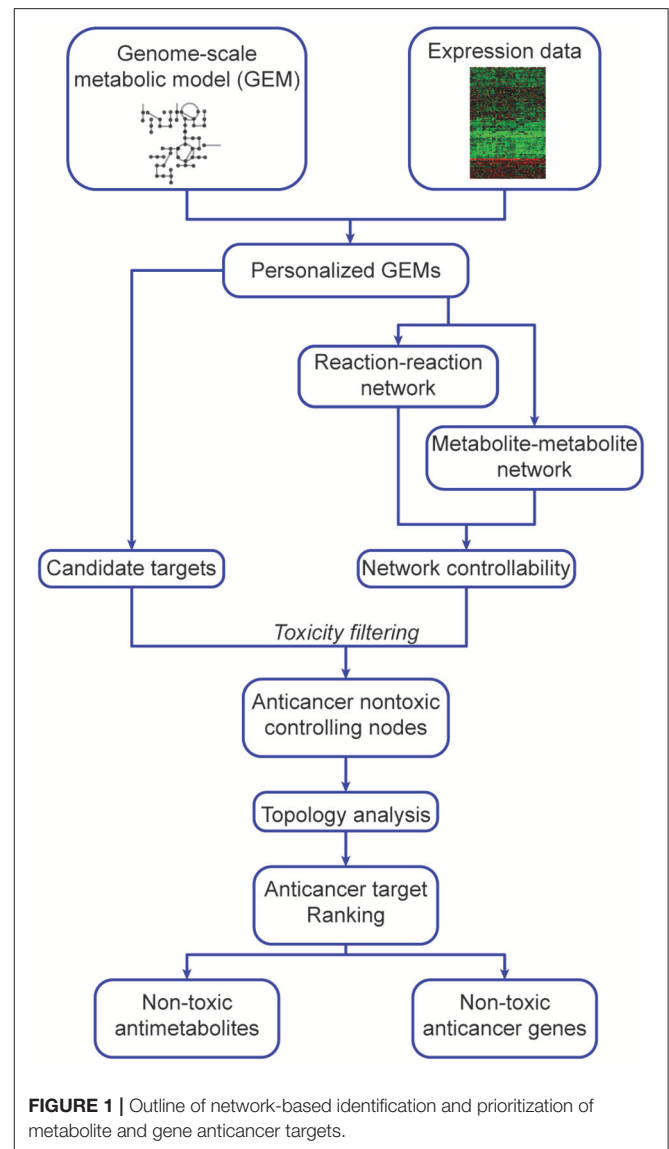 Genome-scale
metabolic model (GEM)
Expression data
Personalized GEMs
Reaction-reaction
network
Metabolite-metabolite
network
Candidate targets
Network controllability
Toxicity filtering
Anticancer nontoxic
controlling nodes
Topology analysis
Anticancer target
Ranking
Non-toxic
antimetabolites
Non-toxic
anticancer genes
FIGURE 1 | Outline of network-based identification and prioritization of
metabolite and gene anticancer targets.